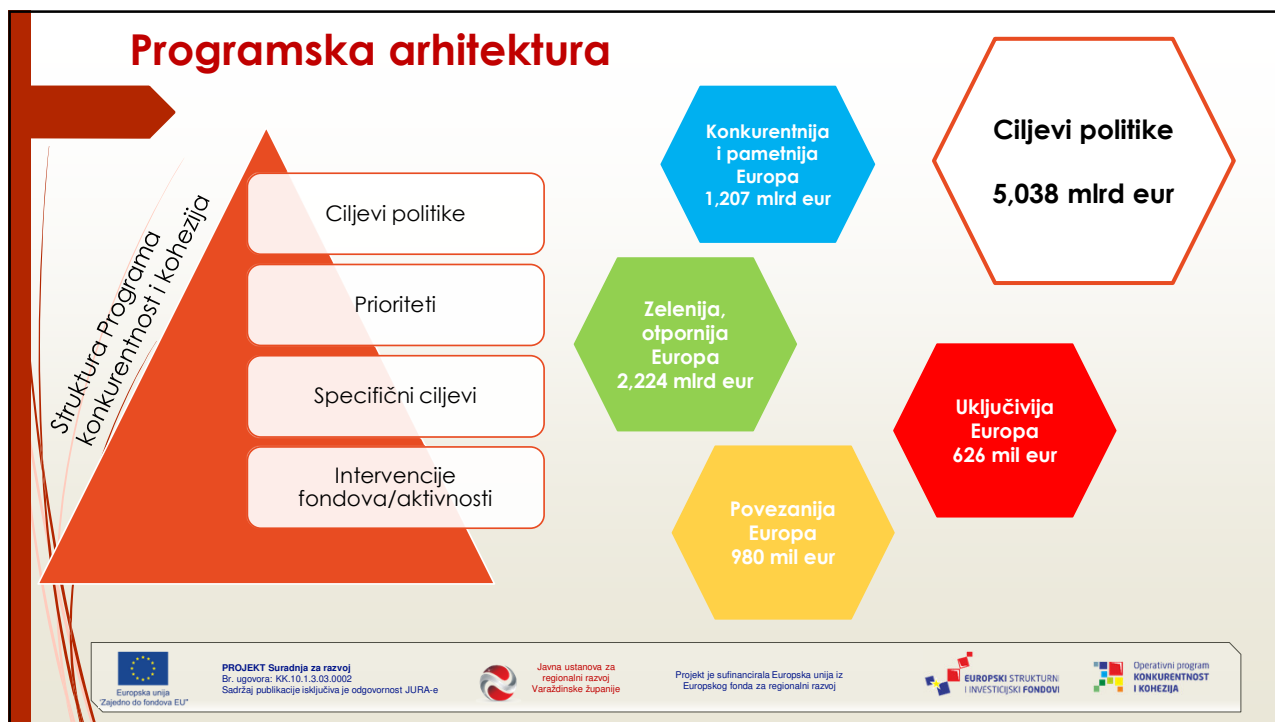 Programska arhitektura
Struktura Programa
konkurentnost i kohezija
Ciljevi politike
Prioriteti
Specifični ciljevi
Intervencije
fondova/aktivnosti
Konkurentnija
i pametnija
Europa
1,207 mlrd eur
Ciljevi politike
5,038 mlrd eur
Zelenija,
otpornija
Europa
2,224 mlrd eur
Uključivija
Europa
626 mil eur
Povezanija
Europa
980 mil eur
Europska unija
"Zajedno do fondova EU"
PROJEKT Suradnja za razvoj
Br. ugovora: KK.10.1.3.03.0002
Sadržaj publikacije isključiva je odgovornost JURA-e
Javna ustanova za
regionalni razvoj
Varaždinske županije
Projekt je sufinancirala Europska unija iz
Europskog fonda za regionalni razvoj
EUROPSKI STRUKTURNI
I INVESTICIJSKI FONDOVI
Operativni program
KONKURENTNOST
I KOHEZIJA